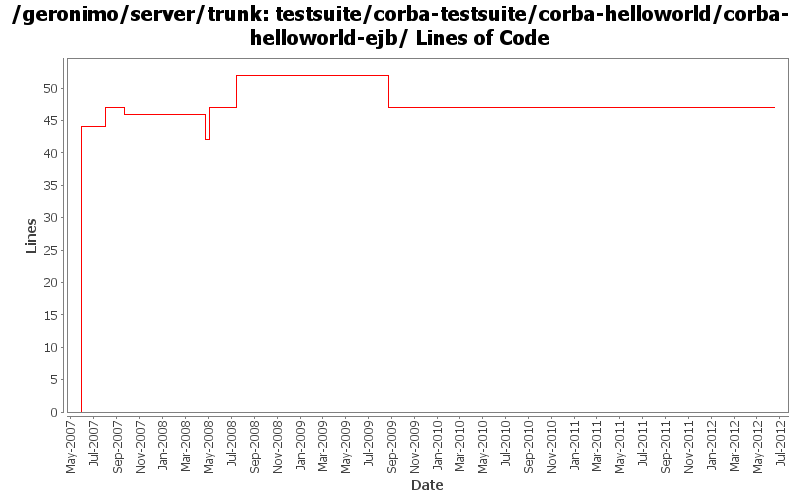 /geronimo/server/trunk: testsuite/corba-testsuite/corba-helloworld/corba-
helloworld-ejb/ Lines of Code
Lines
50
45
40
35
30
25
20
15
10
5
0
May-2007
Jul-2007
Sep-2007
Nov-2007
Jan-2008
Mar-2008
May-2008
Jul-2008
Sep-2008
Nov-2008
Jan-2009
Mar-2009
May-2009
Jul-2009
Sep-2009
Nov-2009
Jan-2010
Mar-2010
May-2010
Jul-2010
Sep-2010
Nov-2010
Jan-2011
Mar-2011
May-2011
Jul-2011
Sep-2011
Nov-2011
Jan-2012
Mar-2012
May-2012
Jul-2012
Date